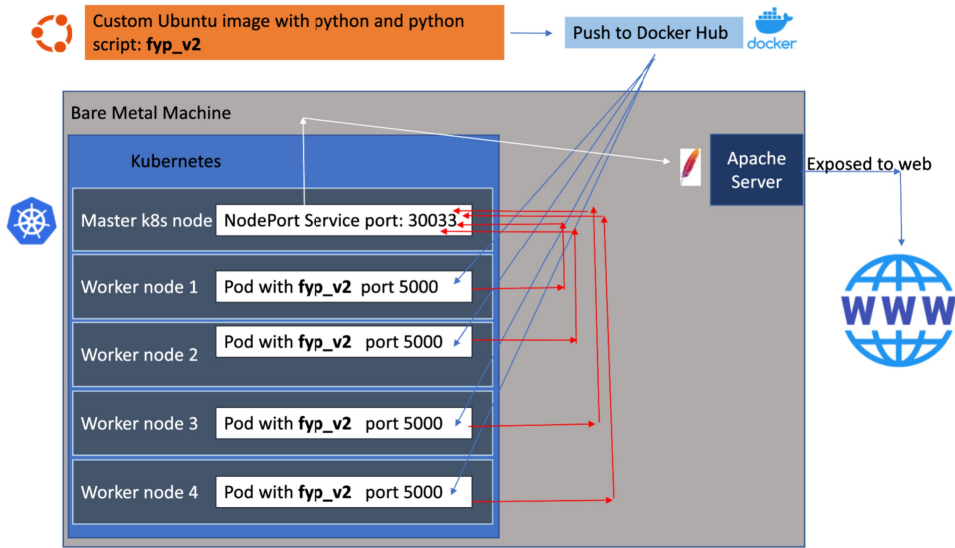 Custom Ubuntu image with python and python
script: fyp_v2
Push to Docker Hub
docker
Bare Metal Machine
Kubernetes
Apache
Server
Exposed to web
Master k8s node
NodePort Service port: 30033
Worker node 1
Pod with fyp_v2 port 5000
Worker node 2
Pod with fyp_v2 port 5000
Worker node 3
Pod with fyp_v2 port 5000
Worker node 4
Pod with fyp_v2 port 5000
WWW